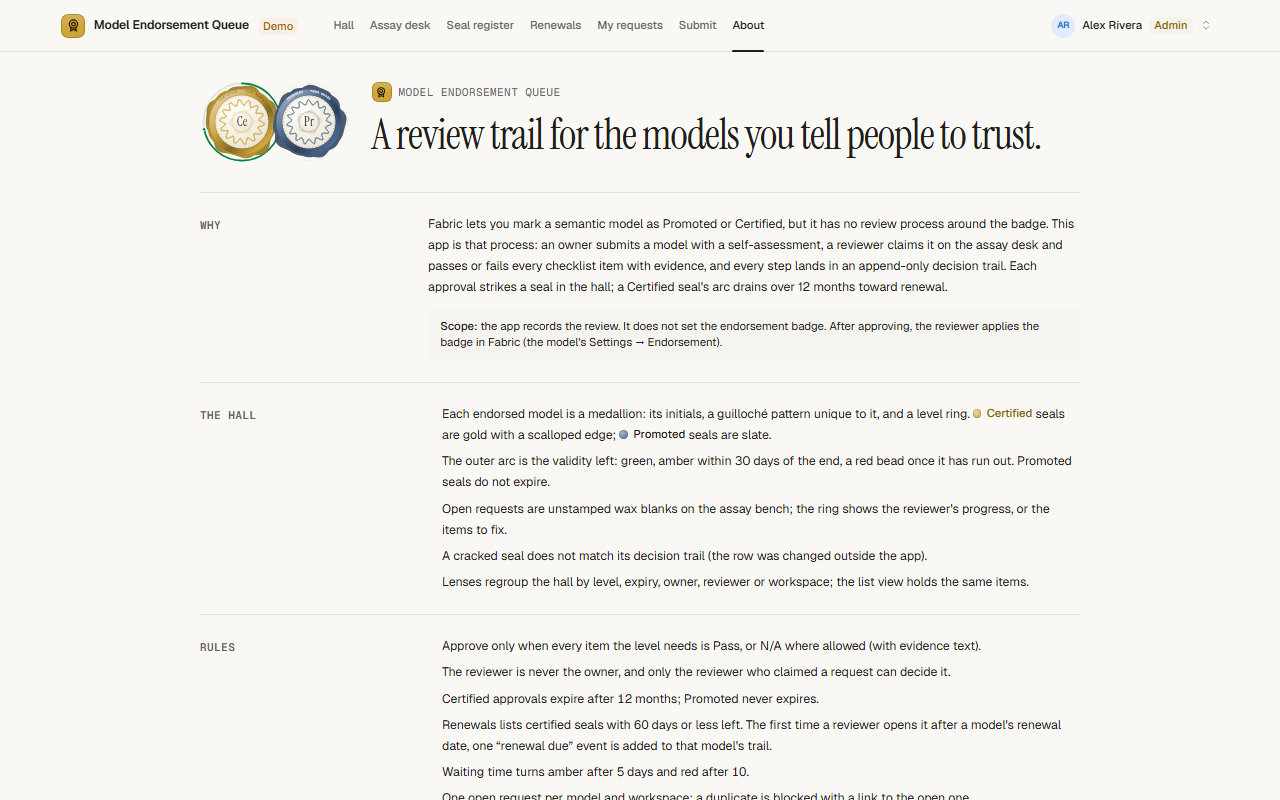 Model Endorsement Queue Demo Hall Assay desk Seal register Renewals My requests Submit About AR Alex Rivera Admin
Ce Pr
MODEL ENDORSEMENT QUEUE
A review trail for the models you tell people to trust.
WHY
Fabric lets you mark a semantic model as Promoted or Certified, but it has no review process around the badge. This
app is that process: an owner submits a model with a self-assessment, a reviewer claims it on the assay desk and
passes or fails every checklist item with evidence, and every step lands in an append-only decision trail. Each
approval strikes a seal in the hall; a Certified seal's arc drains over 12 months toward renewal.
Scope: the app records the review. It does not set the endorsement badge. After approving, the reviewer applies the
badge in Fabric (the model's Settings → Endorsement).
THE HALL
Each endorsed model is a medallion: its initials, a guilloché pattern unique to it, and a level ring. Certified seals
are gold with a scalloped edge; Promoted seals are slate.
The outer arc is the validity left: green, amber within 30 days of the end, a red bead once it has run out. Promoted
seals do not expire.
Open requests are unstamped wax blanks on the assay bench; the ring shows the reviewer's progress, or the
items to fix.
A cracked seal does not match its decision trail (the row was changed outside the app).
Lenses regroup the hall by level, expiry, owner, reviewer or workspace; the list view holds the same items.
RULES
Approve only when every item the level needs is Pass, or N/A where allowed (with evidence text).
The reviewer is never the owner, and only the reviewer who claimed a request can decide it.
Certified approvals expire after 12 months; Promoted never expires.
Renewals lists certified seals with 60 days or less left. The first time a reviewer opens it after a model's renewal
date, one “renewal due” event is added to that model's trail.
Waiting time turns amber after 5 days and red after 10.
One open request per model and workspace; a duplicate is blocked with a link to the open one.